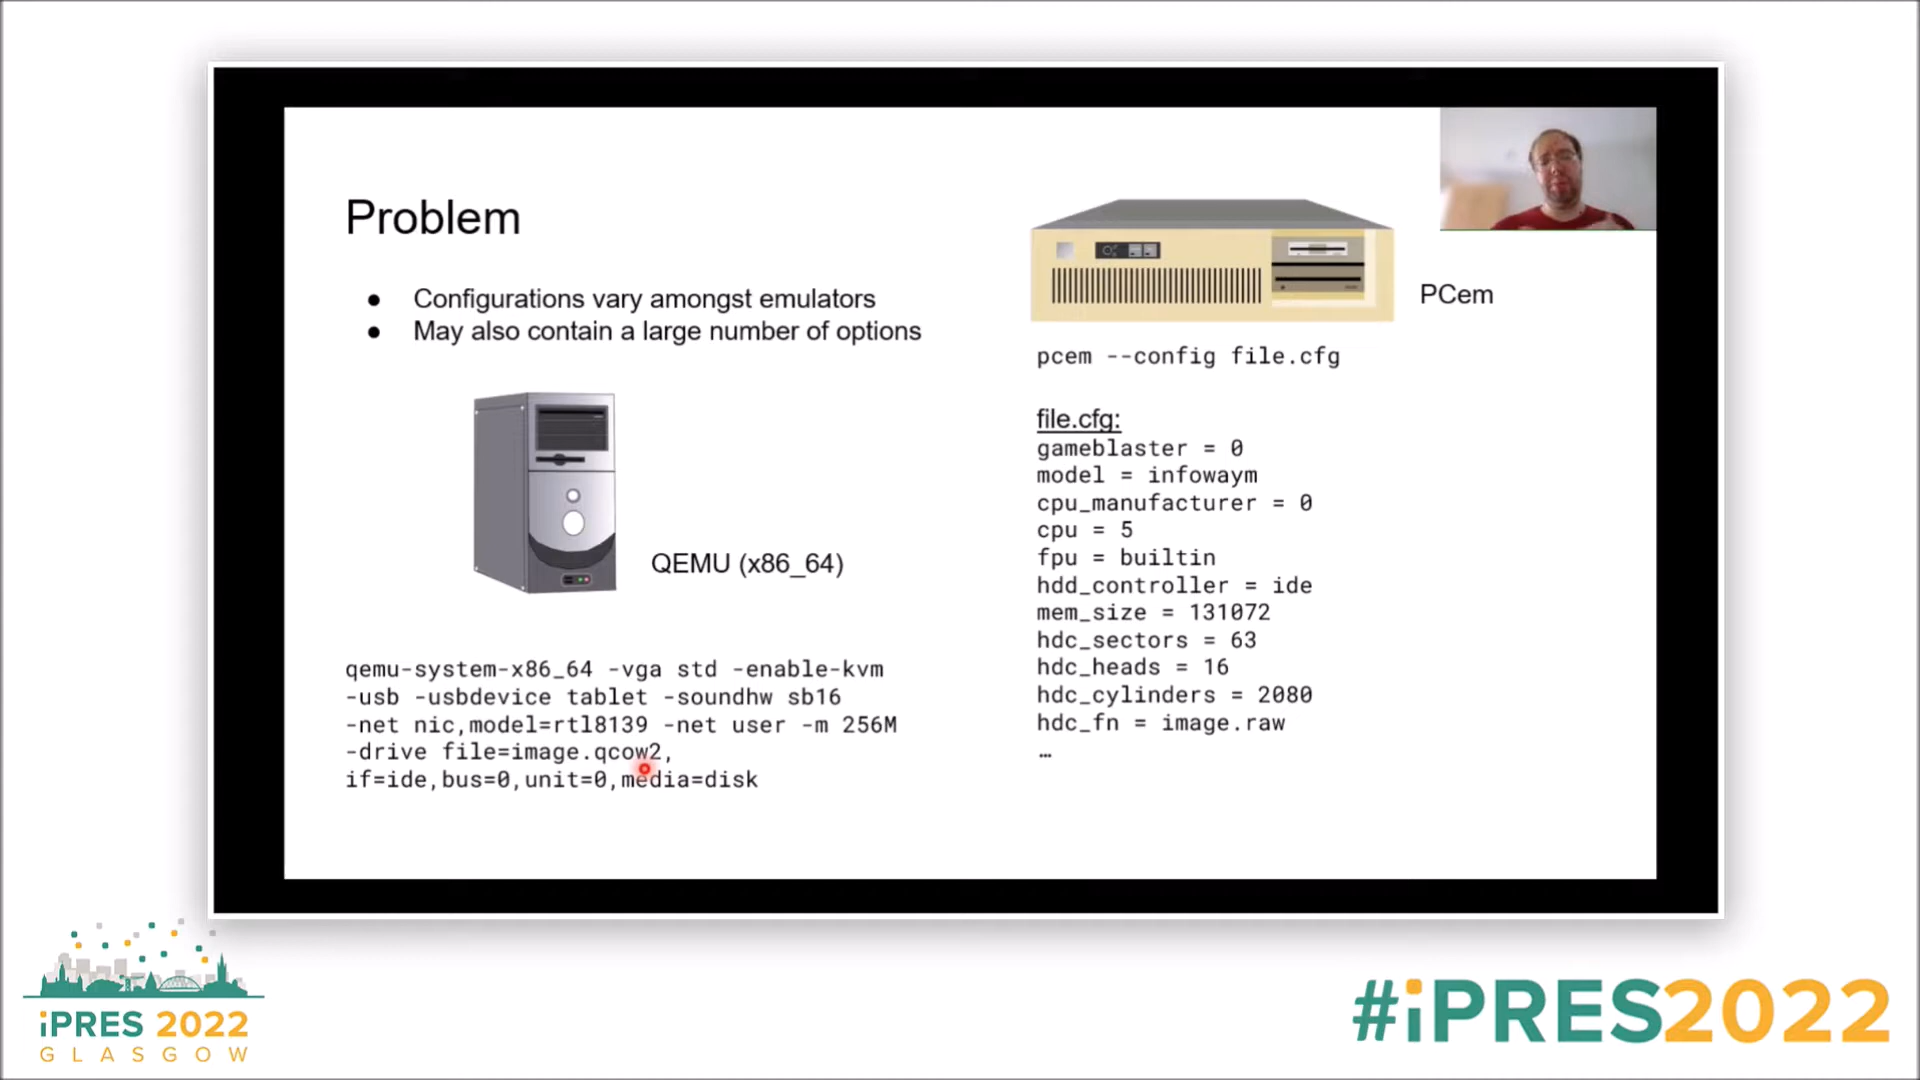 Problem
● Configurations vary amongst emulators
● May also contain a large number of options
QEMU (x86_64)
qemu-system-x86_64 -vga std -enable-kvm
-usb -usbdevice tablet -soundhw sb16
-net nic,model=rtl8139 -net user -m 256M
-drive file=image.qcow2,
if=ide,bus=0,unit=0,media=disk
PCem
pcem --config file.cfg
file.cfg:
gameblaster = 0
model = infowaym
cpu_manufacturer = 0
cpu = 5
fpu = builtin
hdd_controller = ide
mem_size = 131072
hdc_sectors = 63
hdc_heads = 16
hdc_cylinders = 2080
hdc_fn = image.raw
…
iPRES 2022
GLASGOW
#iPRES2022